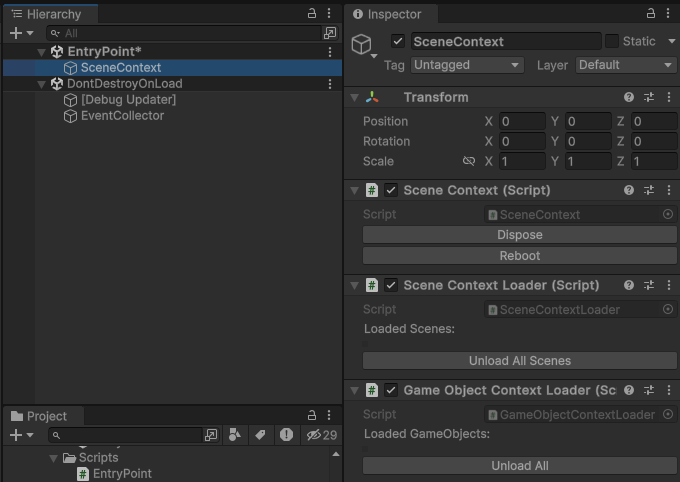 Hierarchy
All
EntryPoint*
SceneContext
DontDestroyOnLoad
[Debug Updater]
EventCollector
Project
29
Scripts
EntryPoint
Inspector
SceneContext
Static
Tag Untagged Layer Default
Transform
Position X 0 Y 0 Z 0
Rotation X 0 Y 0 Z 0
Scale X 1 Y 1 Z 1
Scene Context (Script)
Script SceneContext
Dispose
Reboot
Scene Context Loader (Script)
Script SceneContextLoader
Loaded Scenes:
Unload All Scenes
Game Object Context Loader (Sc
Script GameObjectContextLoader
Loaded GameObjects:
Unload All